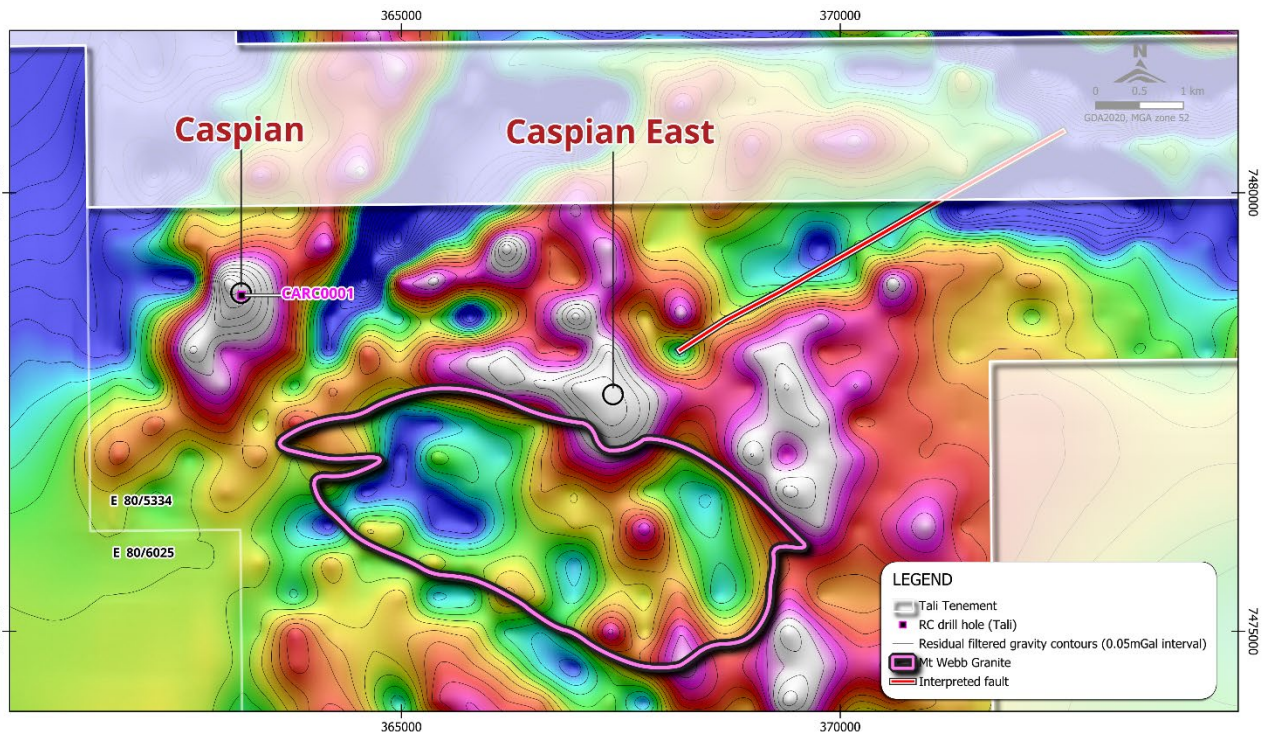 365000
370000
N
0 0.5 1 km
GDA2020, MGA zone 52
Caspian
Caspian East
7480000
CARC0001
E 80/5334
E 80/6025
7475000
LEGEND
Tali Tenement
RC drill hole (Tali)
Residual filtered gravity contours (0.05mGal interval)
Mt Webb Granite
Interpreted fault
365000
370000